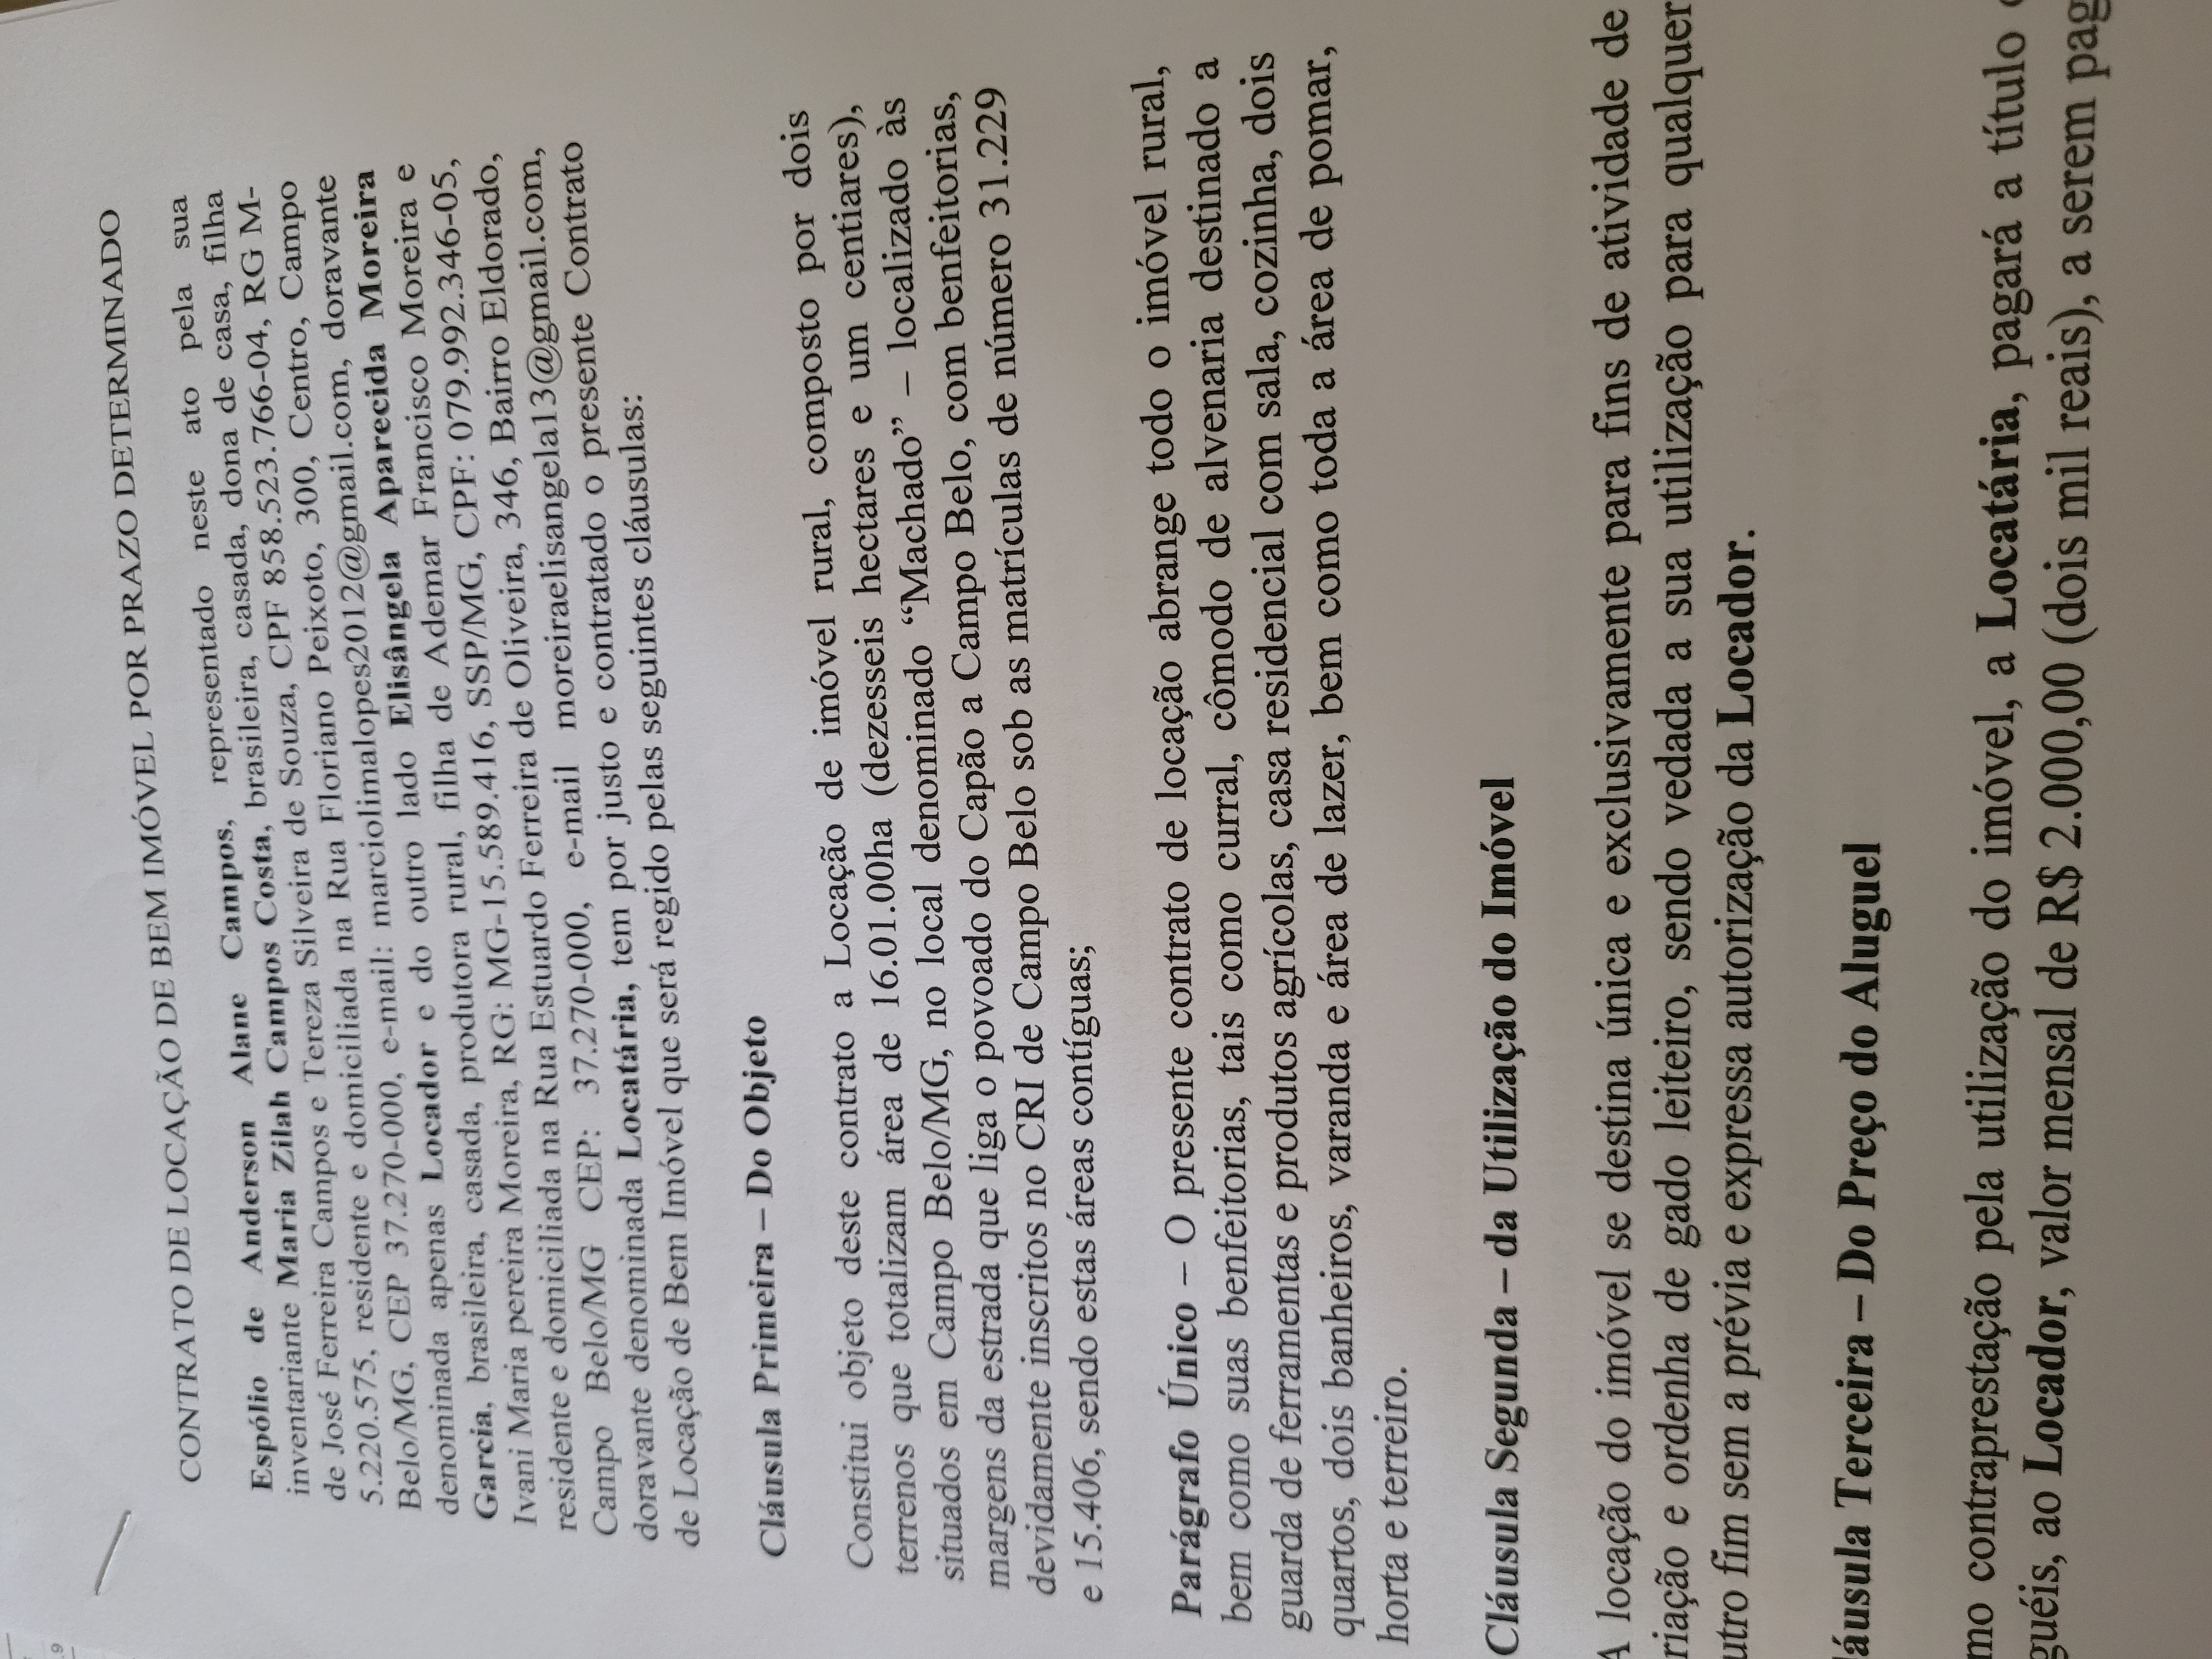 .9
CONTRATO DE LOCAÇÃO DE BEM IMÓVEL POR PRAZO DETERMINADO
Espólio de Anderson Alane Campos, representado neste ato pela sua
inventariante Maria Zilah Campos Costa, brasileira, casada, dona de casa, filha
de José Ferreira Campos e Tereza Silveira de Souza, CPF 858.523.766-04, RG M-
5.220.575, residente e domiciliada na Rua Floriano Peixoto, 300, Centro, Campo
Belo/MG, CEP 37.270-000, e-mail: marciolimalopes2012@gmail.com, doravante
denominada apenas Locador e do outro lado Elisângela Aparecida Moreira
Garcia, brasileira, casada, produtora rural, filha de Ademar Francisco Moreira e
Ivani Maria pereira Moreira, RG: MG-15.589.416, SSP/MG, CPF: 079.992.346-05,
residente e domiciliada na Rua Estuardo Ferreira de Oliveira, 346, Bairro Eldorado,
Campo Belo/MG CEP: 37.270-000, e-mail moreiraelisangela13@gmail.com,
doravante denominada Locatária, tem por justo e contratado o presente Contrato
de Locação de Bem Imóvel que será regido pelas seguintes cláusulas:
Cláusula Primeira – Do Objeto
Constitui objeto deste contrato a Locação de imóvel rural, composto por dois
terrenos que totalizam área de 16.01.00ha (dezesseis hectares e um centiares),
situados em Campo Belo/MG, no local denominado “Machado” – localizado às
margens da estrada que liga o povoado do Capão a Campo Belo, com benfeitorias,
devidamente inscritos no CRI de Campo Belo sob as matrículas de número 31.229
e 15.406, sendo estas áreas contíguas;
Parágrafo Único – O presente contrato de locação abrange todo o imóvel rural,
bem como suas benfeitorias, tais como curral, cômodo de alvenaria destinado a
guarda de ferramentas e produtos agrícolas, casa residencial com sala, cozinha, dois
quartos, dois banheiros, varanda e área de lazer, bem como toda a área de pomar,
horta e terreiro.
Cláusula Segunda – da Utilização do Imóvel
A locação do imóvel se destina única e exclusivamente para fins de atividade de
riação e ordenha de gado leiteiro, sendo vedada a sua utilização para qualquer
utro fim sem a prévia e expressa autorização da Locador.
láusula Terceira – Do Preço do Aluguel
mo contraprestação pela utilização do imóvel, a Locatária, pagará a título
guéis, ao Locador, valor mensal de R$ 2.000,00 (dois mil reais), a serem pag